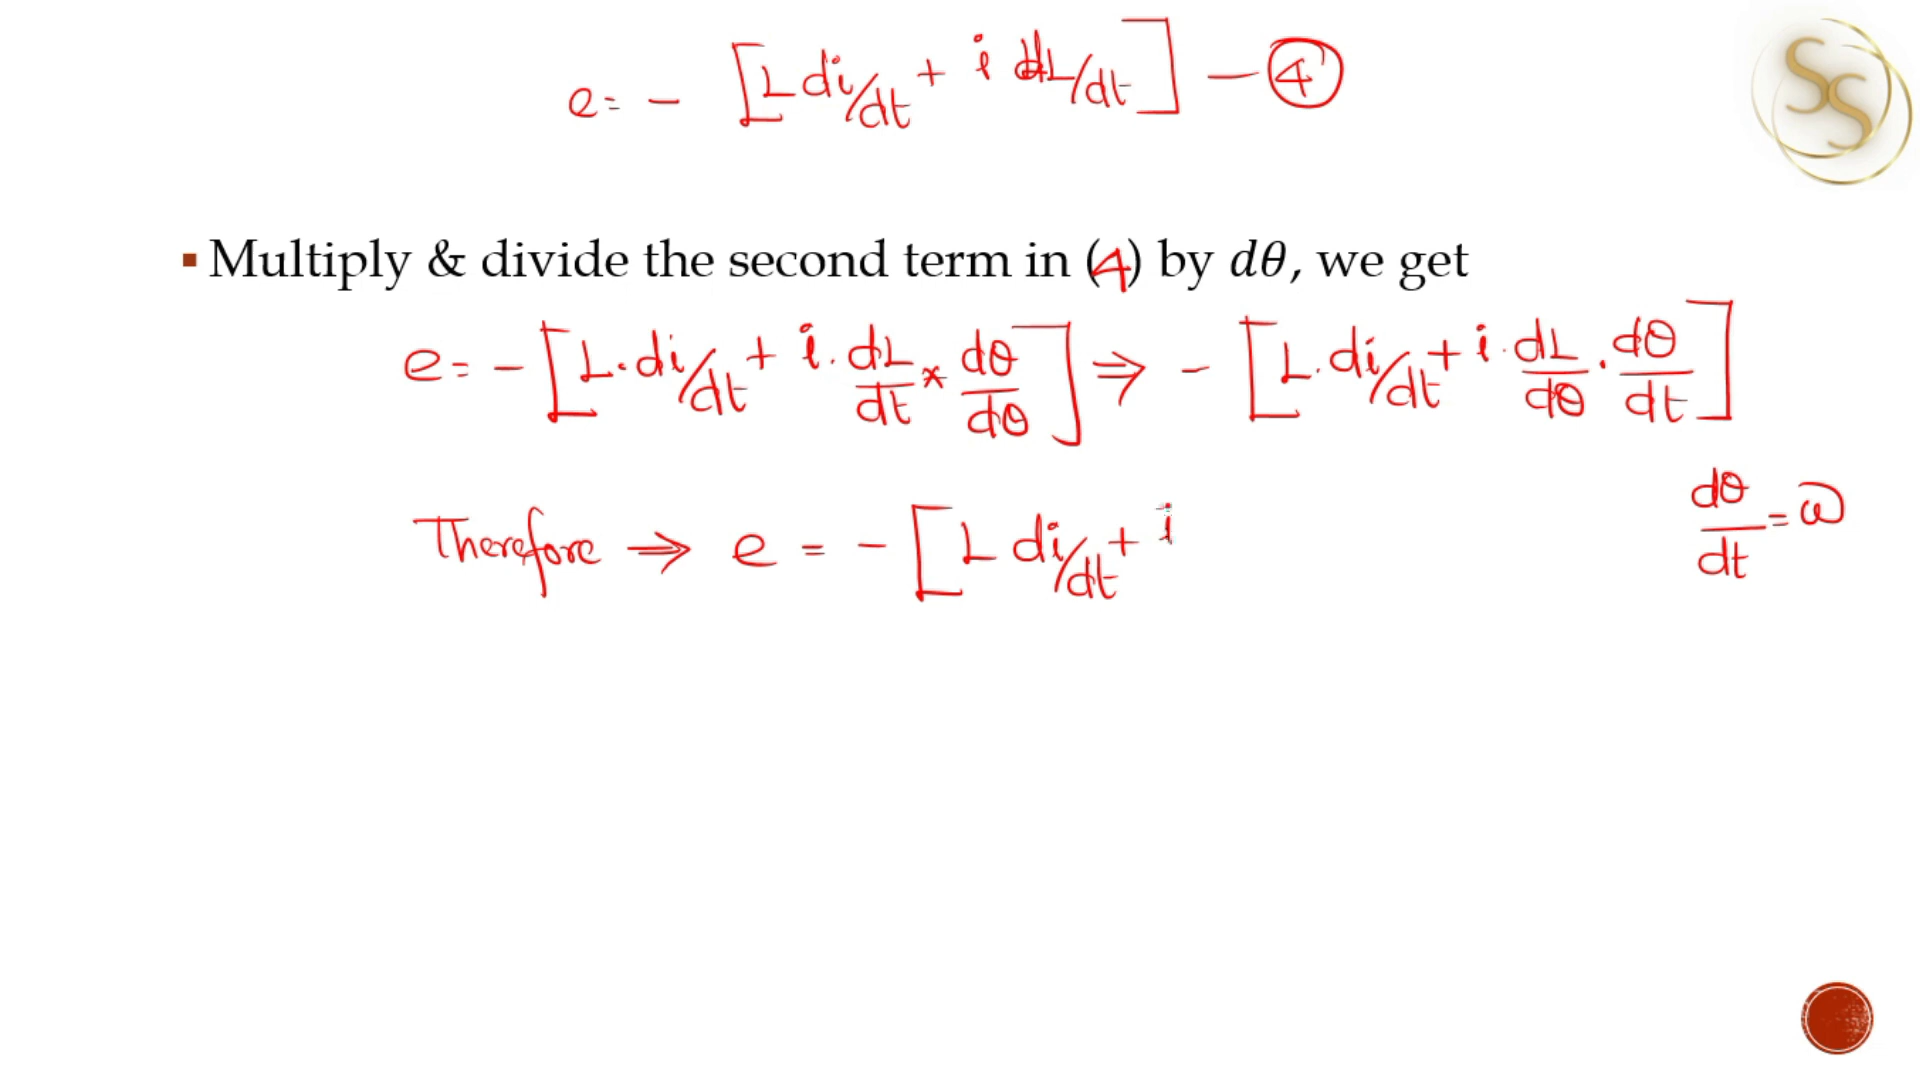 e = - [L di/dt + i dL/dt] - 4
SS
▪ Multiply & divide the second term in (4) by dθ, we get
e = - [L. di/dt + i. dL/dt * dθ/dθ] ⇒ - [L. di/dt + i. dL/dθ . dθ/dt]
dθ/dt = ω
Therefore ⇒ e = - [L di/dt + i